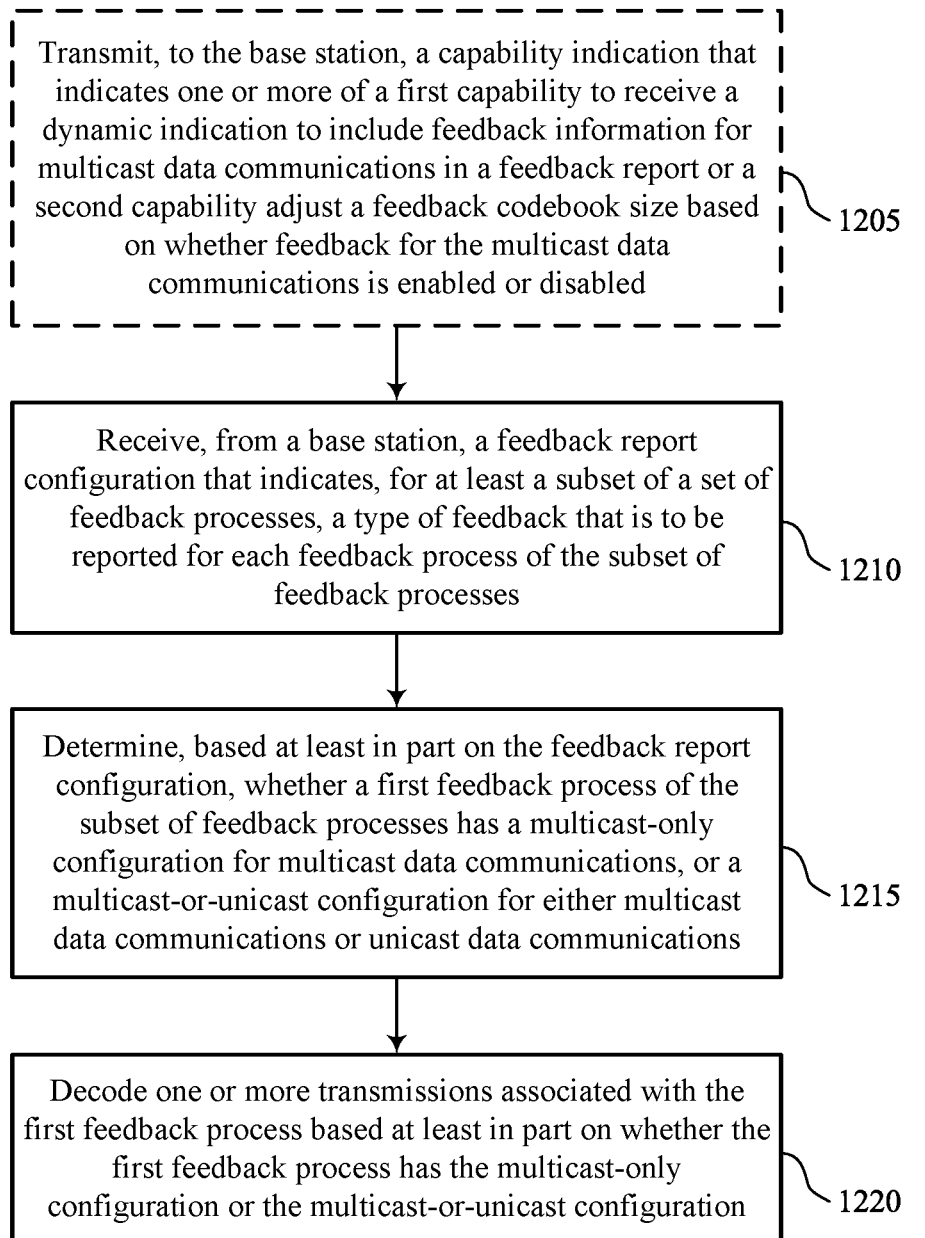 Transmit, to the base station, a capability indication that
indicates one or more of a first capability to receive a
dynamic indication to include feedback information for
multicast data communications in a feedback report or a
second capability adjust a feedback codebook size based
on whether feedback for the multicast data
communications is enabled or disabled
1205
Receive, from a base station, a feedback report
configuration that indicates, for at least a subset of a set of
feedback processes, a type of feedback that is to be
reported for each feedback process of the subset of
feedback processes
1210
Determine, based at least in part on the feedback report
configuration, whether a first feedback process of the
subset of feedback processes has a multicast-only
configuration for multicast data communications, or a
multicast-or-unicast configuration for either multicast
data communications or unicast data communications
1215
Decode one or more transmissions associated with the
first feedback process based at least in part on whether the
first feedback process has the multicast-only
configuration or the multicast-or-unicast configuration
1220